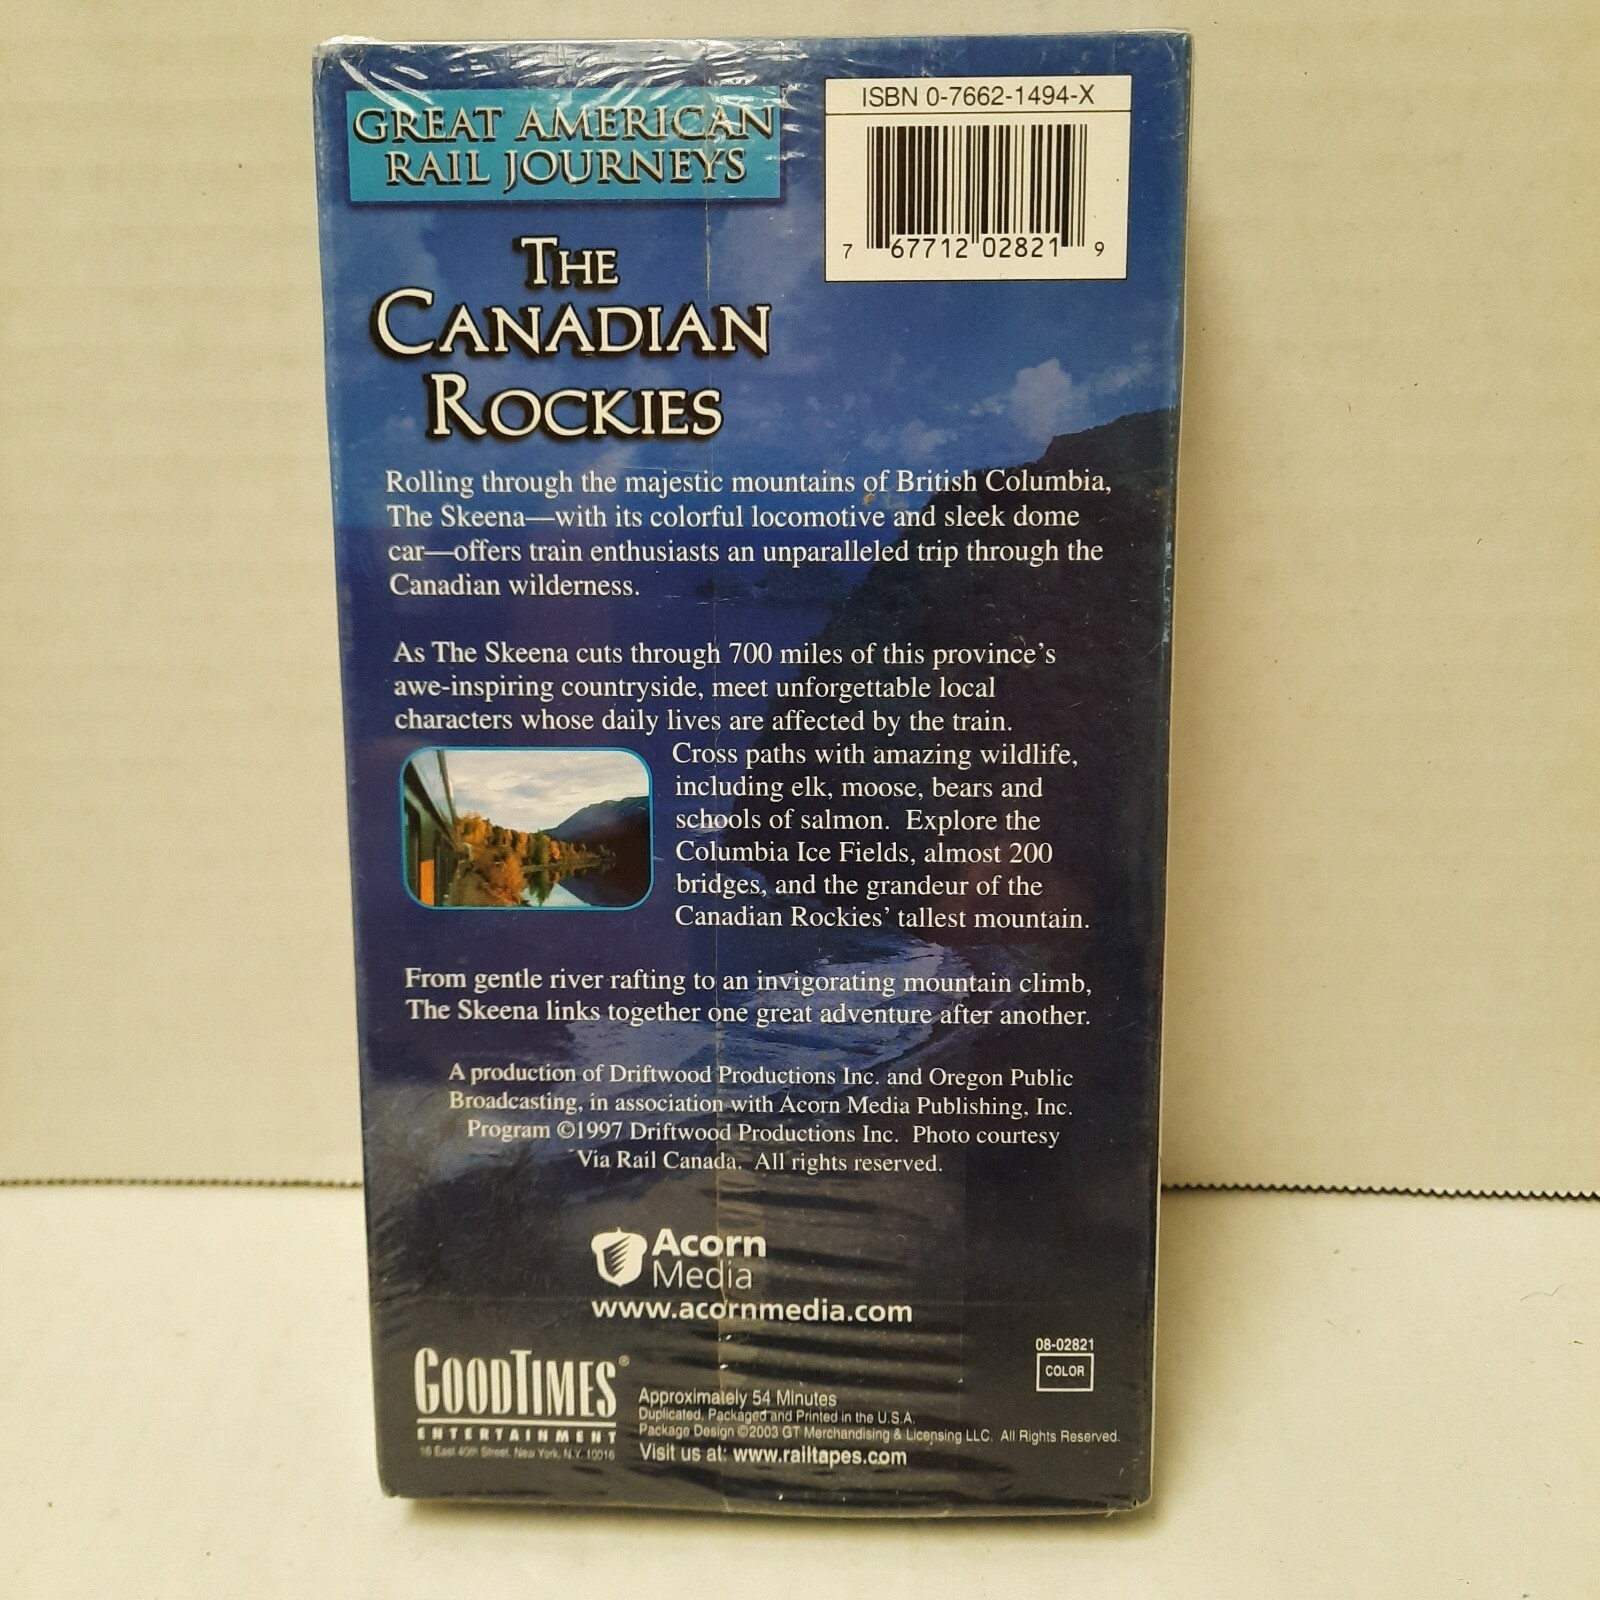 GREAT AMERICAN
RAIL JOURNEYS
ISBN 0-7662-1494-X
7 67712 02821 9
THE
CANADIAN
ROCKIES
Rolling through the majestic mountains of British Columbia,
The Skeena—with its colorful locomotive and sleek dome
car—offers train enthusiasts an unparalleled trip through the
Canadian wilderness.
As The Skeena cuts through 700 miles of this province's
awe-inspiring countryside, meet unforgettable local
characters whose daily lives are affected by the train.
Cross paths with amazing wildlife,
including elk, moose, bears and
schools of salmon. Explore the
Columbia Ice Fields, almost 200
bridges, and the grandeur of the
Canadian Rockies' tallest mountain.
From gentle river rafting to an invigorating mountain climb,
The Skeena links together one great adventure after another.
A production of Driftwood Productions Inc. and Oregon Public
Broadcasting, in association with Acorn Media Publishing, Inc.
Program ©1997 Driftwood Productions Inc. Photo courtesy
Via Rail Canada. All rights reserved.
Acorn
Media
www.acornmedia.com
08-02821
COLOR
GOODTIMES®
ENTERTAINMENT
16 East 40th Street, New York, N.Y. 10016
Approximately 54 Minutes
Duplicated, Packaged and Printed in the U.S.A.
Package Design ©2003 GT Merchandising & Licensing LLC. All Rights Reserved.
Visit us at: www.railtapes.com